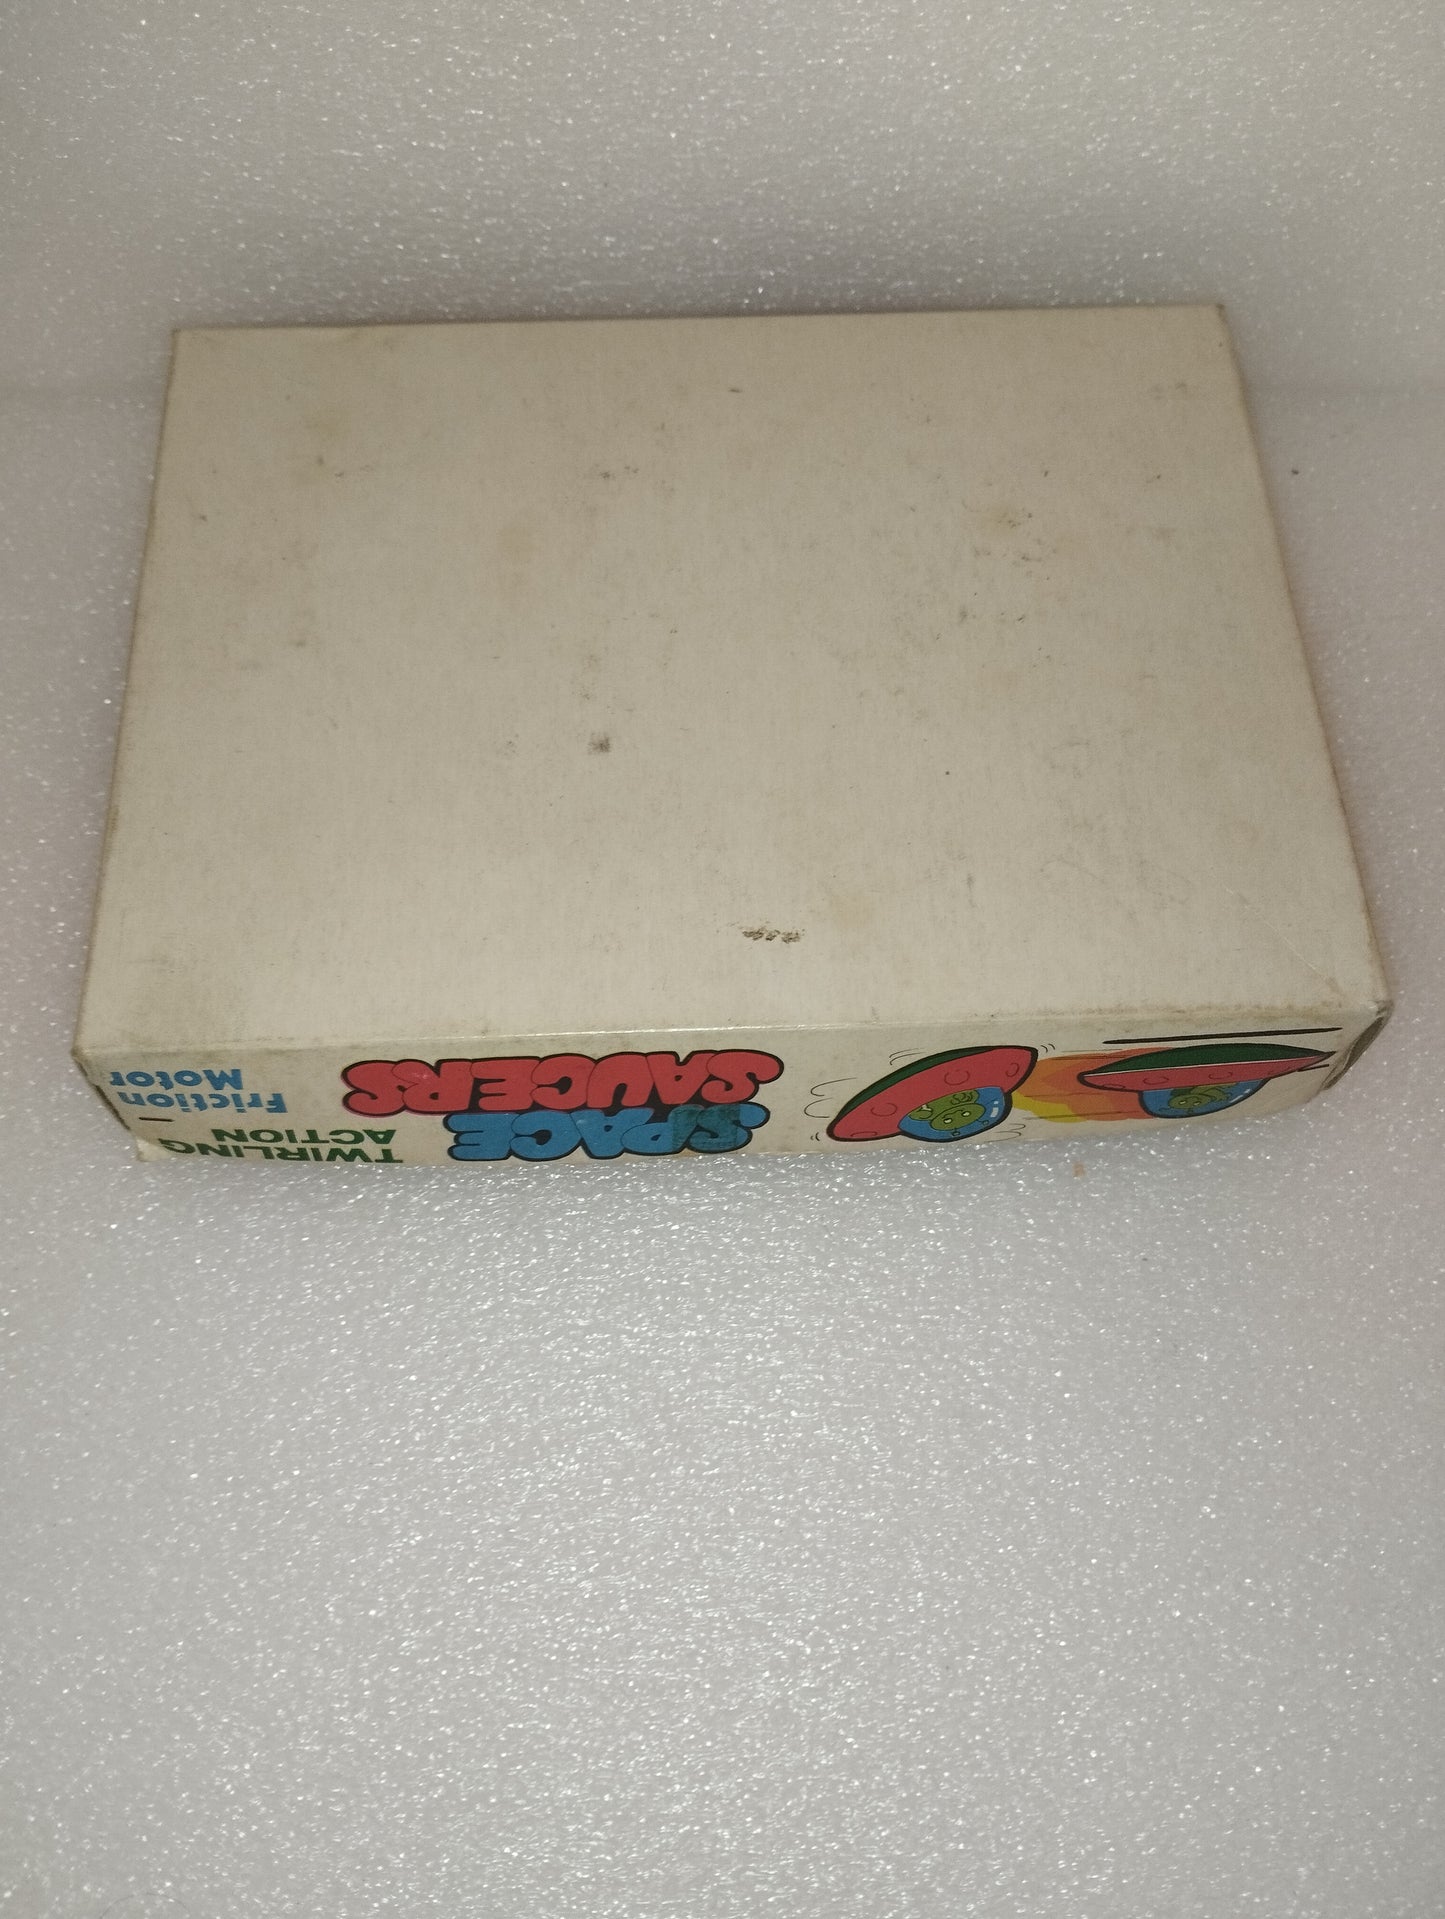 SPACE
SAUCERS
TWIRLING
ACTION
Friction
Motor